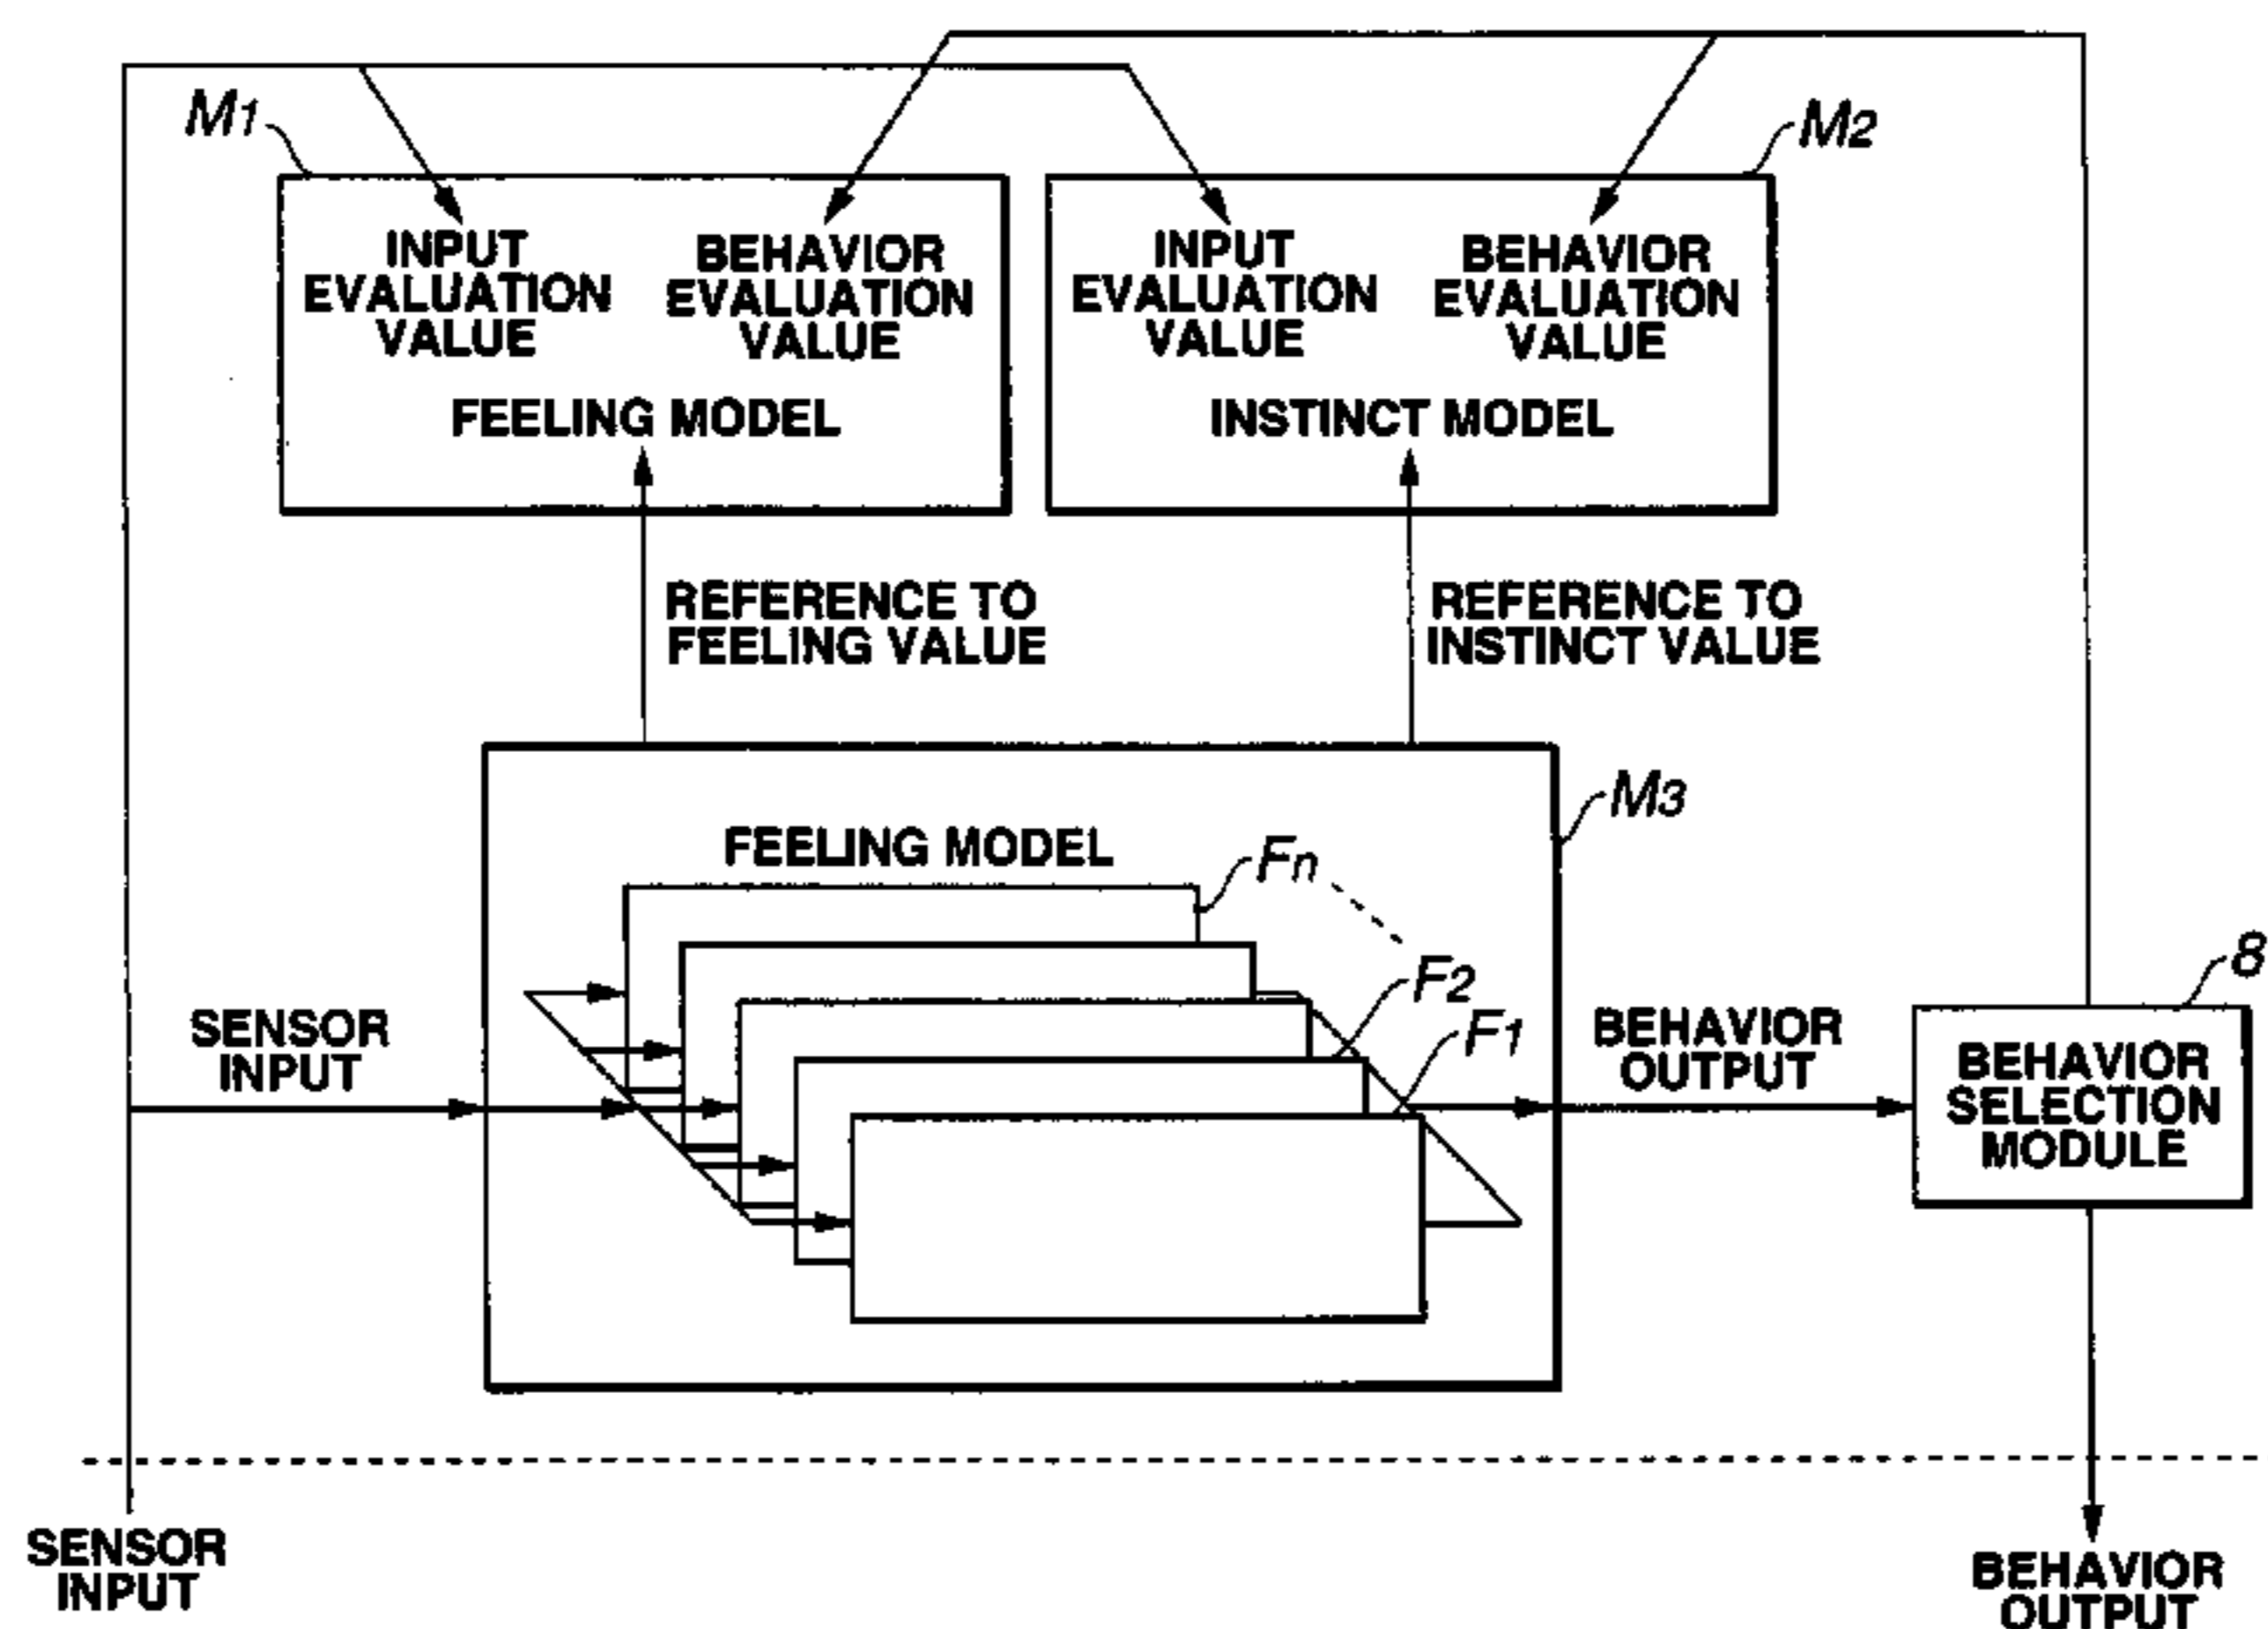 M1
M2
INPUT
EVALUATION
VALUE
BEHAVIOR
EVALUATION
VALUE
FEELING MODEL
INPUT
EVALUATION
VALUE
BEHAVIOR
EVALUATION
VALUE
INSTINCT MODEL
REFERENCE TO
FEELING VALUE
REFERENCE TO
INSTINCT VALUE
M3
FEELING MODEL
Fn
F2
F1
SENSOR
INPUT
BEHAVIOR
OUTPUT
8
BEHAVIOR
SELECTION
MODULE
SENSOR
INPUT
BEHAVIOR
OUTPUT